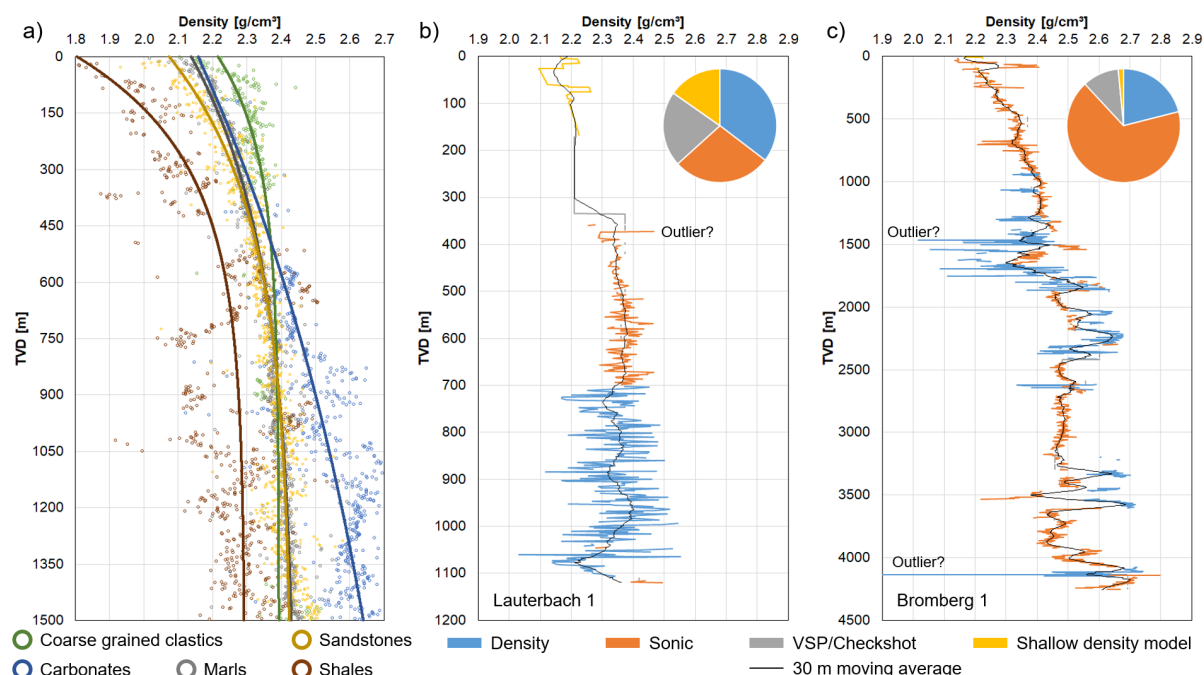 a)
Density [g/cm³]
1.8 1.9 2.0 2.1 2.2 2.3 2.4 2.5 2.6 2.7
TVD [m]
0
150
300
450
600
750
900
1050
1200
1350
1500
b)
Density [g/cm³]
1.9 2.0 2.1 2.2 2.3 2.4 2.5 2.6 2.7 2.8 2.9
TVD [m]
0
100
200
300
400
500
600
700
800
900
1000
1100
1200
Outlier?
Lauterbach 1
c)
Density [g/cm³]
1.9 2.0 2.1 2.2 2.3 2.4 2.5 2.6 2.7 2.8 2.9
TVD [m]
0
500
1000
1500
2000
2500
3000
3500
4000
4500
Outlier?
Outlier?
Bromberg 1
Coarse grained clastics Sandstones
Carbonates Marls Shales
Density Sonic VSP/Checkshot Shallow density model
30 m moving average